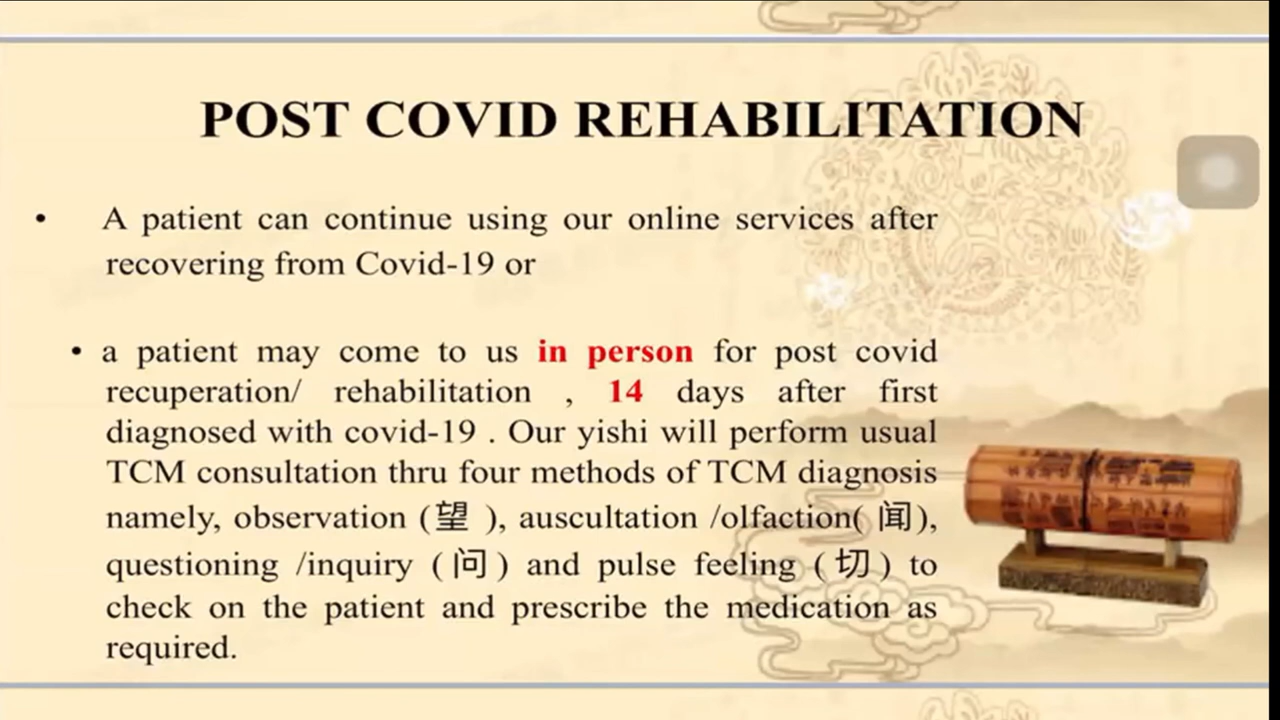 POST COVID REHABILITATION
• A patient can continue using our online services after
recovering from Covid-19 or
• a patient may come to us in person for post covid
recuperation/ rehabilitation , 14 days after first
diagnosed with covid-19 . Our yishi will perform usual
TCM consultation thru four methods of TCM diagnosis
namely, observation (望 ), auscultation /olfaction( 闻),
questioning /inquiry ( 问 ) and pulse feeling ( 切 ) to
check on the patient and prescribe the medication as
required.